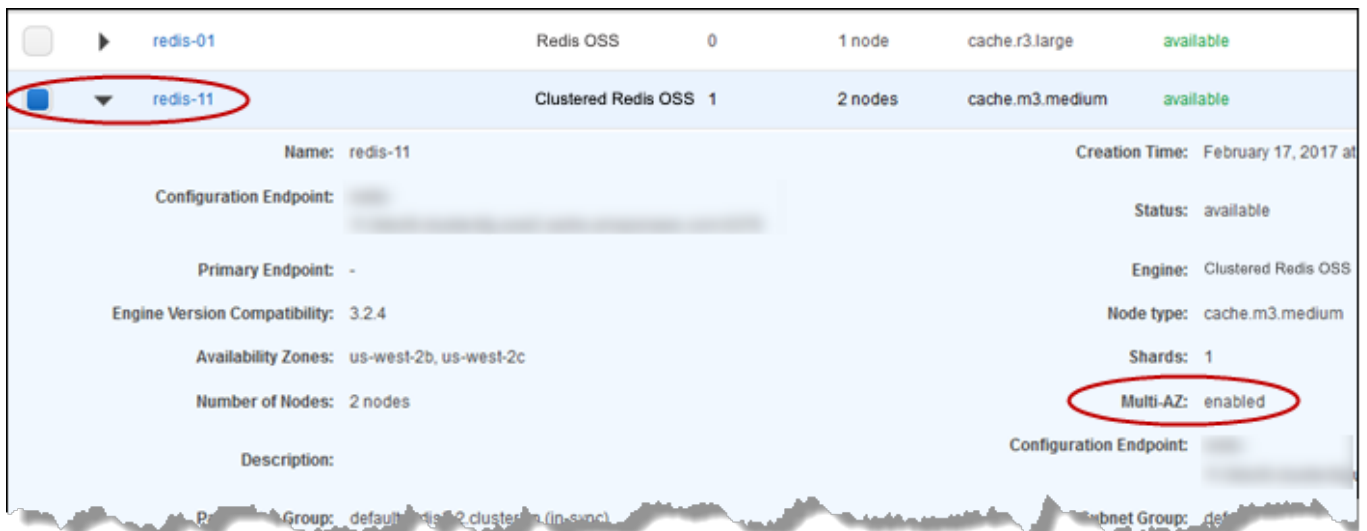 redis-01 Redis OSS 0 1 node cache.r3.large available
redis-11 Clustered Redis OSS 1 2 nodes cache.m3.medium available
Name: redis-11 Creation Time: February 17, 2017 at
Configuration Endpoint:
Status: available
Primary Endpoint: - Engine: Clustered Redis OSS
Engine Version Compatibility: 3.2.4 Node type: cache.m3.medium
Availability Zones: us-west-2b, us-west-2c Shards: 1
Number of Nodes: 2 nodes Multi-AZ: enabled
Configuration Endpoint:
Description:
Group: (in-sync) Group: